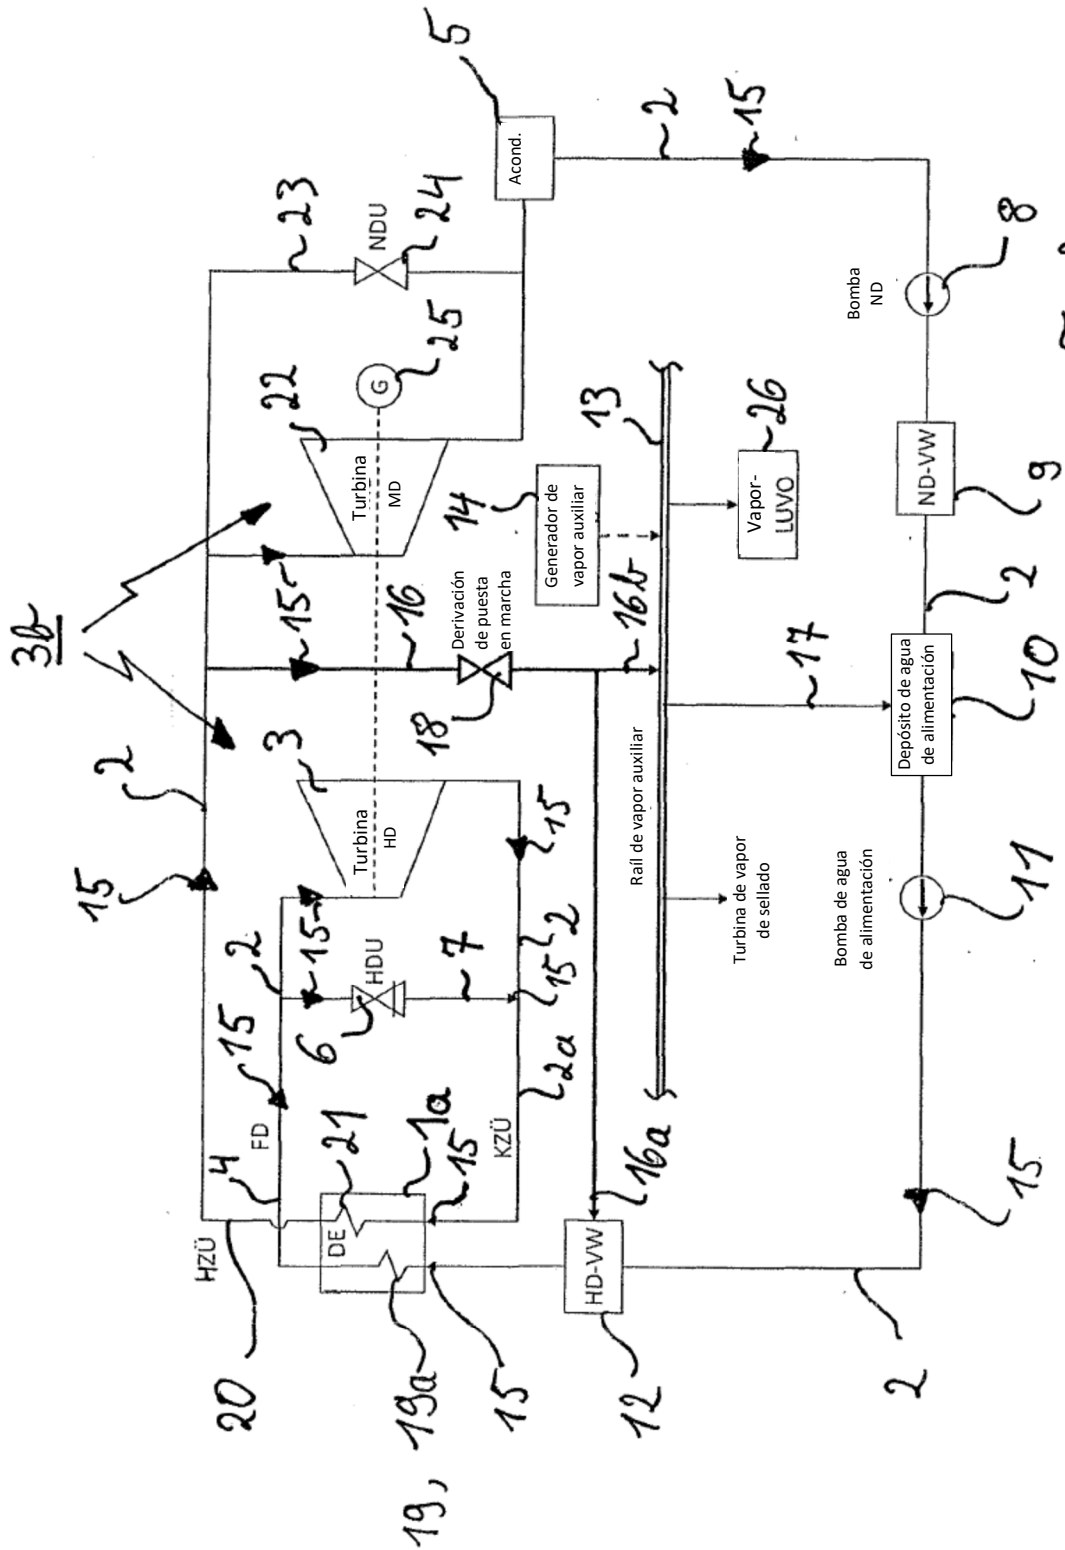 3b
15
2
HZÜ
20
4
FD
15
2
15
3
15
22
23
DE
21
6
HDU
Turbina
HD
Turbina
MD
G
NDU
24
25
5
19, 19a
1a
15
15
7
KZÜ
2a
15
2
15
18
16
Derivación
de puesta
en marcha
14
Generador de
vapor auxiliar
Acond.
12
HD-VW
16a
16b
Raíl de vapor auxiliar
13
2
15
Turbina de vapor
de sellado
17
Vapor-
LUVO
26
Bomba de agua
de alimentación
Bomba
ND
2
15
11
Depósito de agua
de alimentación
10
2
ND-VW
9
8